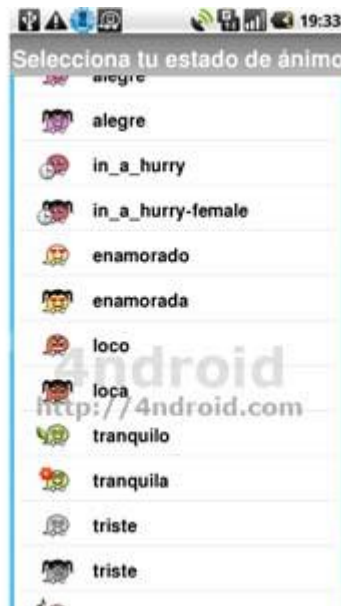 19:33
Selecciona tu estado de ánimo
alegre
alegre
in_a_hurry
in_a_hurry-female
enamorado
enamorada
loco
4ndroid
loca
http://4ndroid.com
tranquilo
tranquila
triste
triste